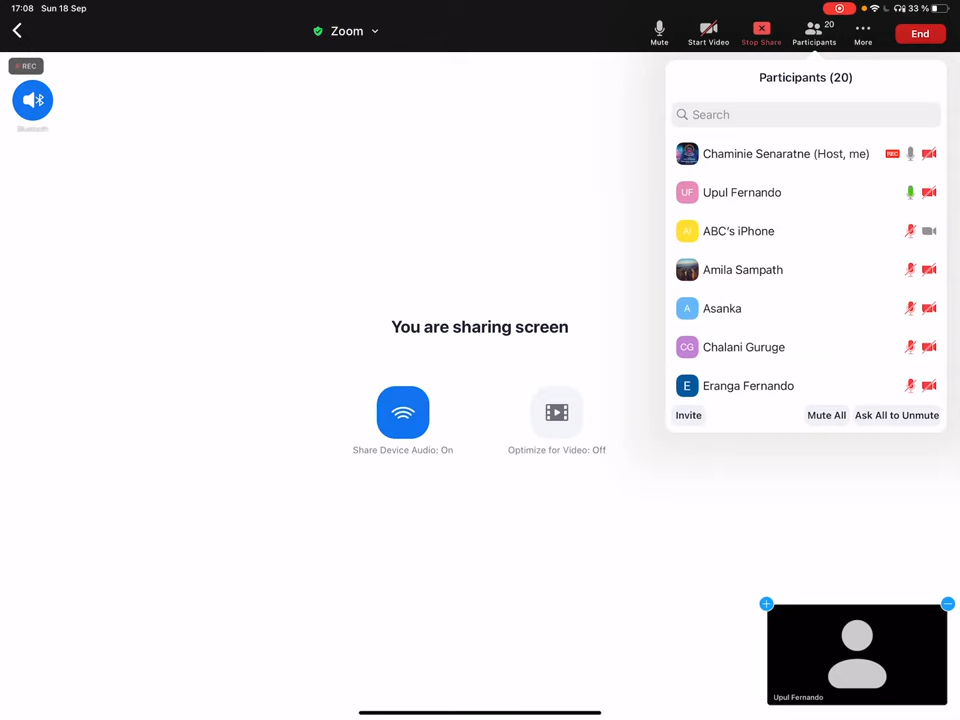 17:08 Sun 18 Sep
33 %
Zoom
Mute
Start Video
Stop Share
20
Participants
More
End
REC
Bluetooth
Participants (20)
Search
Chaminie Senaratne (Host, me)
REC
UF Upul Fernando
AI ABC's iPhone
Amila Sampath
A Asanka
CG Chalani Guruge
E Eranga Fernando
Invite
Mute All
Ask All to Unmute
You are sharing screen
Share Device Audio: On
Optimize for Video: Off
Upul Fernando